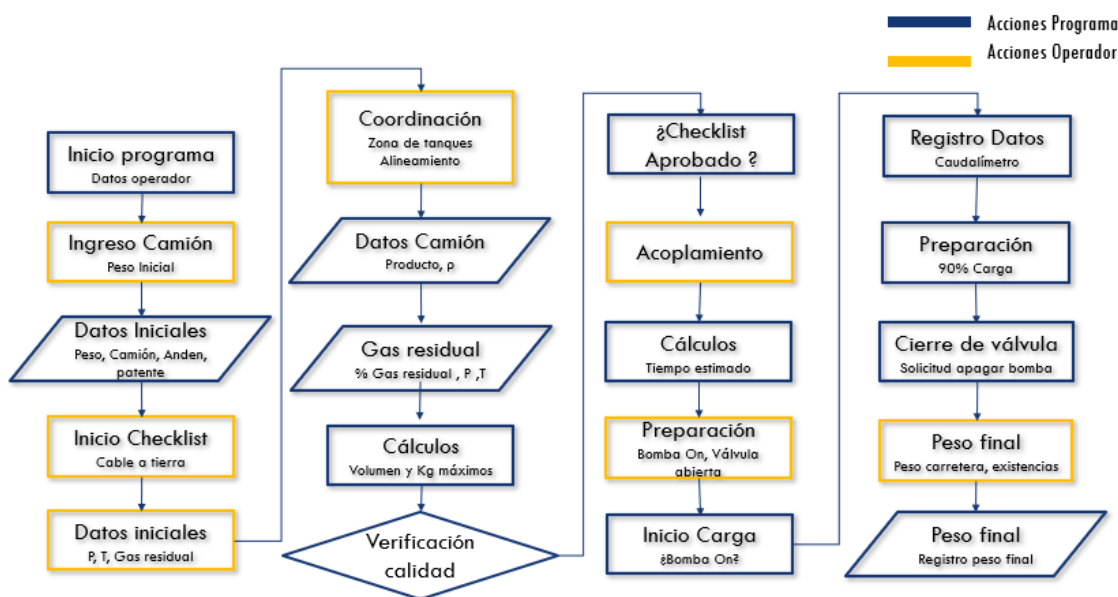 Acciones Programa
Acciones Operador
Inicio programa
Datos operador
Ingreso Camión
Peso Inicial
Datos Iniciales
Peso, Camión, Anden,
patente
Inicio Checklist
Cable a tierra
Datos iniciales
P, T, Gas residual
Coordinación
Zona de tanques
Alineamiento
Datos Camión
Producto, ρ
Gas residual
% Gas residual , P ,T
Cálculos
Volumen y Kg máximos
Verificación
calidad
¿Checklist
Aprobado ?
Acoplamiento
Cálculos
Tiempo estimado
Preparación
Bomba On, Válvula
abierta
Inicio Carga
¿Bomba On?
Registro Datos
Caudalímetro
Preparación
90% Carga
Cierre de válvula
Solicitud apagar bomba
Peso final
Peso carretera, existencias
Peso final
Registro peso final